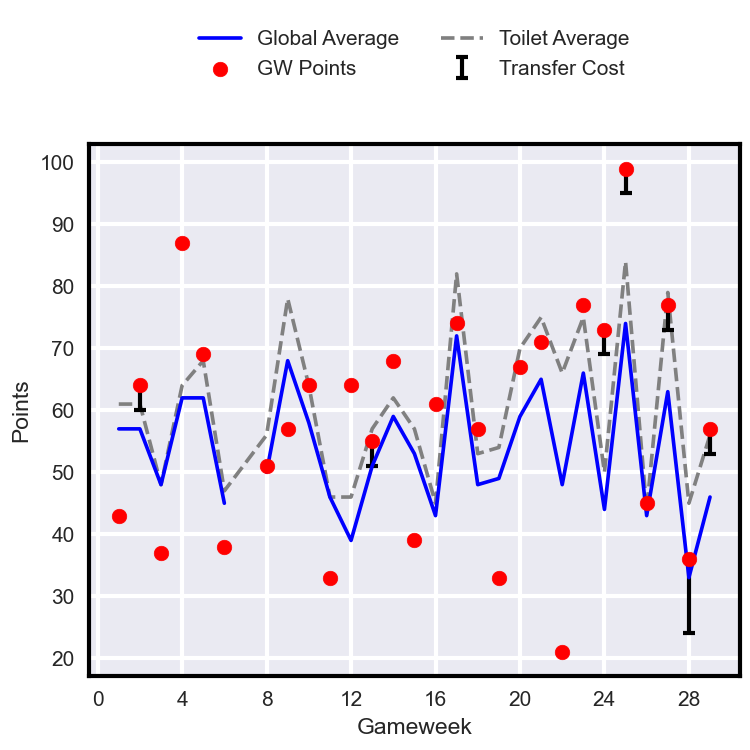 Global Average
Toilet Average
GW Points
Transfer Cost
100
90
80
70
60
50
40
30
20
Points
0 4 8 12 16 20 24 28
Gameweek